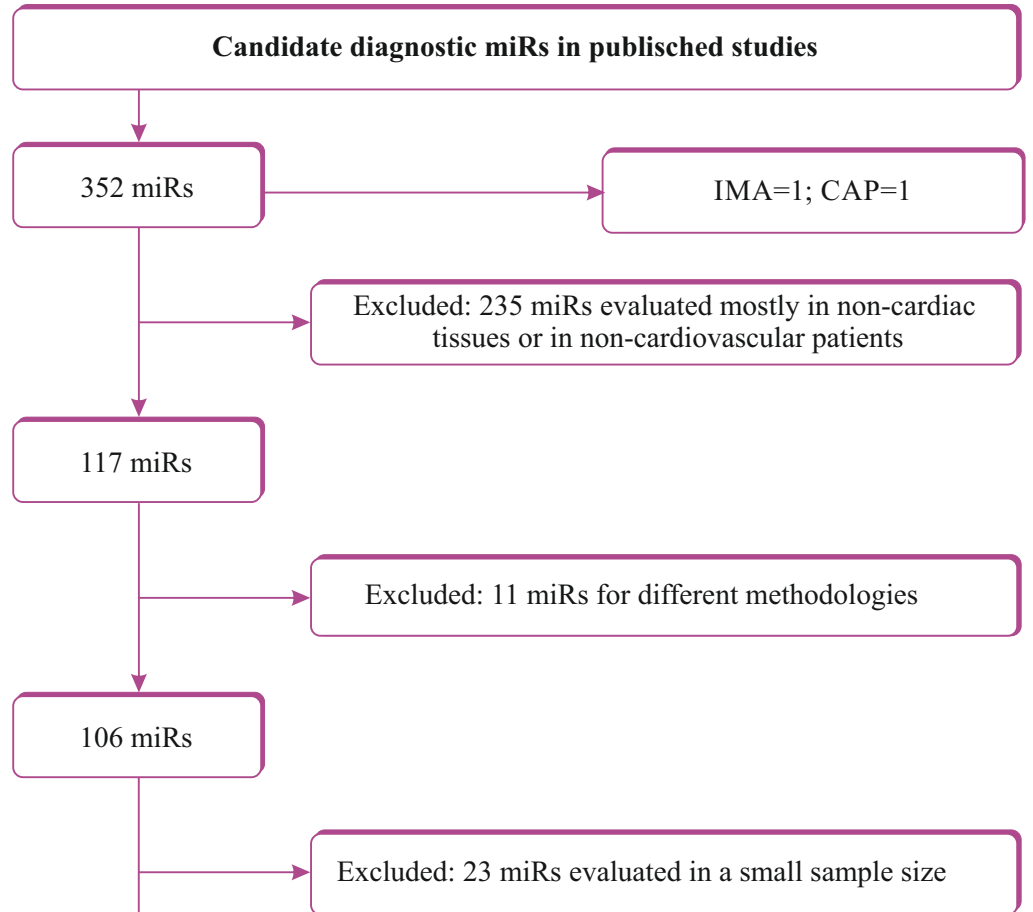 Candidate diagnostic miRs in publisched studies
352 miRs
IMA=1; CAP=1
Excluded: 235 miRs evaluated mostly in non-cardiac
tissues or in non-cardiovascular patients
117 miRs
Excluded: 11 miRs for different methodologies
106 miRs
Excluded: 23 miRs evaluated in a small sample size